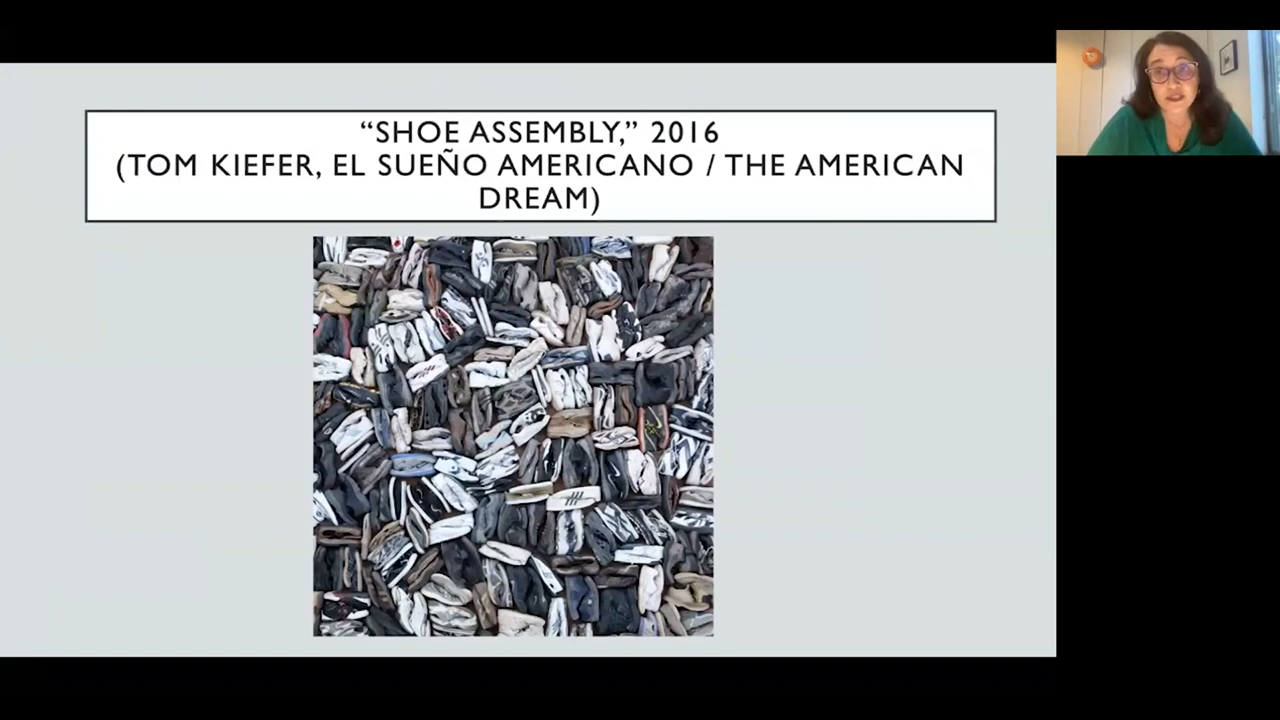 “SHOE ASSEMBLY,” 2016
(TOM KIEFER, EL SUEÑO AMERICANO / THE AMERICAN
DREAM)